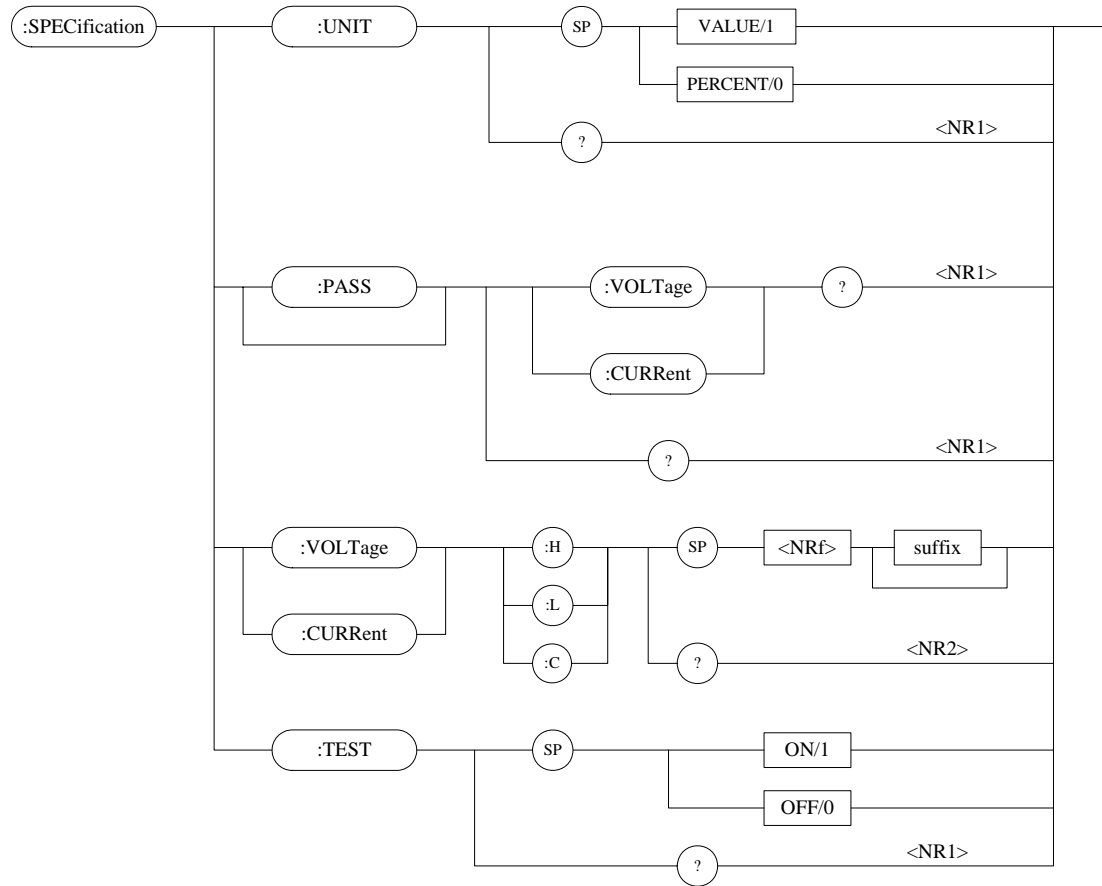 :SPECification
:UNIT
SP
VALUE/1
PERCENT/0
?
<NR1>
:PASS
:VOLTage
?
<NR1>
:CURRent
?
<NR1>
:VOLTage
:H
SP
<NRf>
suffix
:L
:CURRent
:C
?
<NR2>
:TEST
SP
ON/1
OFF/0
?
<NR1>